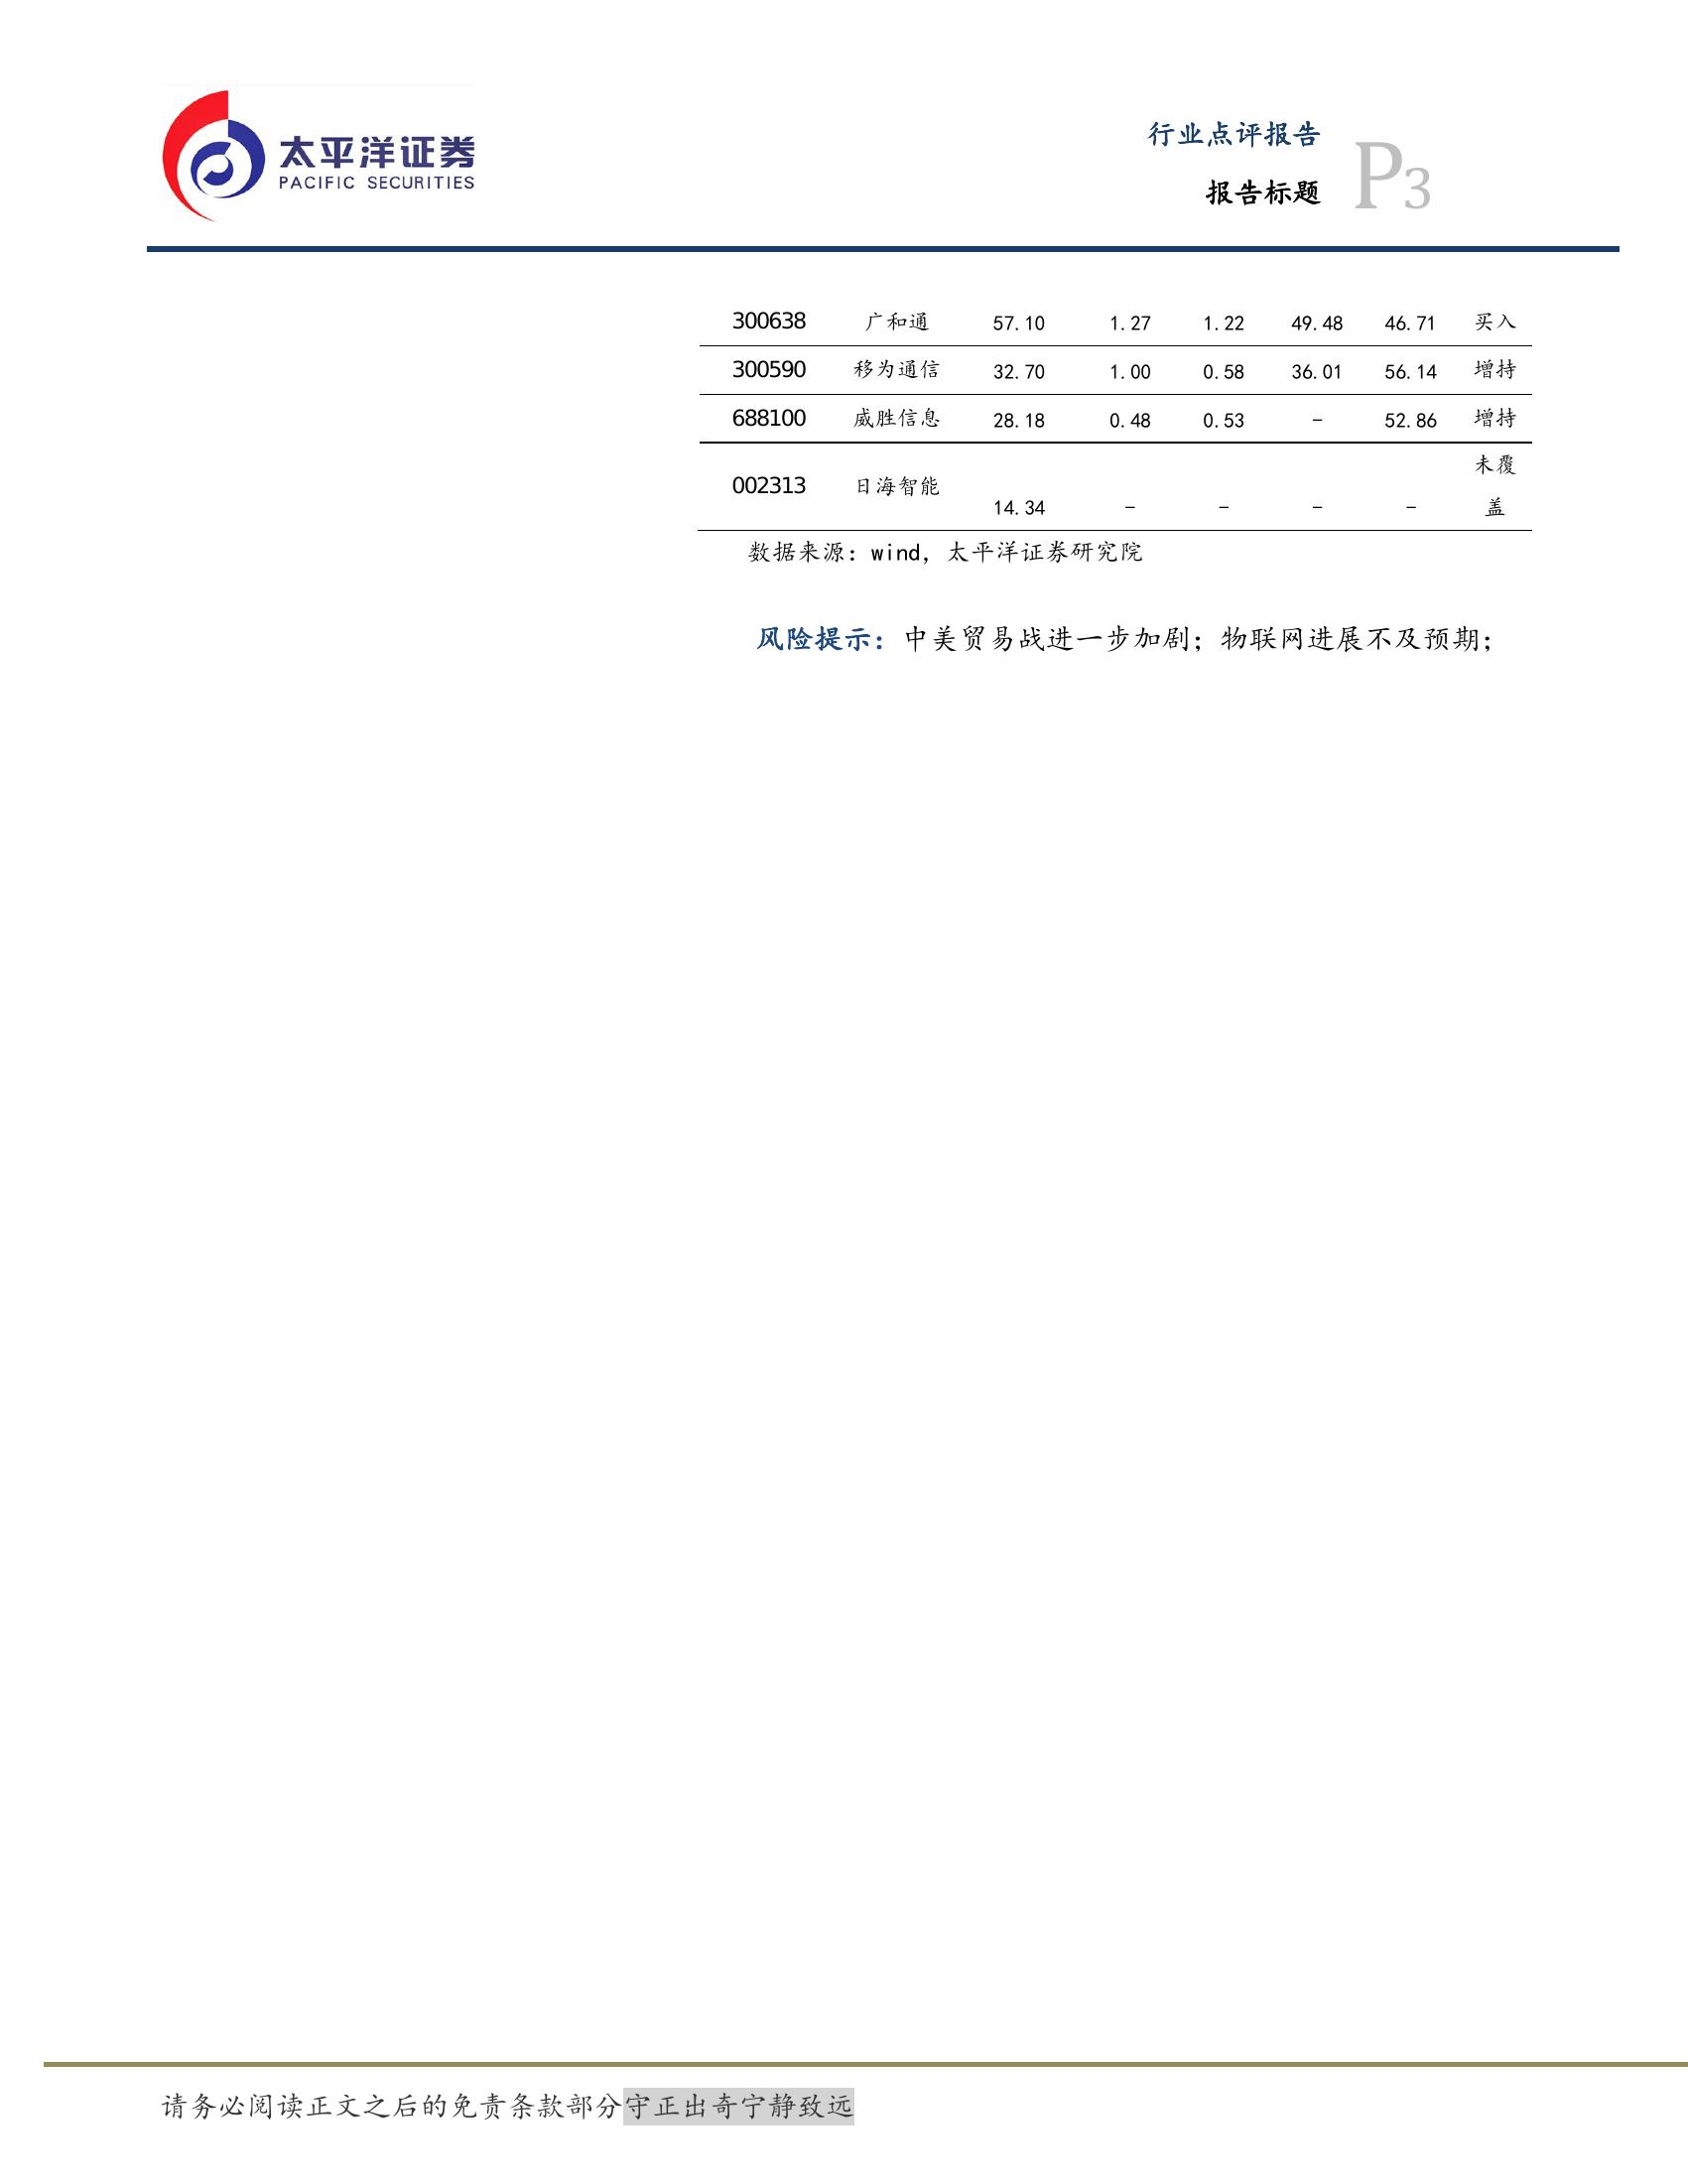 太平洋证券
PACIFIC SECURITIES
行业点评报告
报告标题
P3
300638 广和通 57.10 1.27 1.22 49.48 46.71 买入
300590 移为通信 32.70 1.00 0.58 36.01 56.14 增持
688100 威胜信息 28.18 0.48 0.53 - 52.86 增持
002313 日海智能 14.34 - - - - 未覆
盖
数据来源：wind，太平洋证券研究院
风险提示：中美贸易战进一步加剧；物联网进展不及预期；
请务必阅读正文之后的免责条款部分守正出奇宁静致远